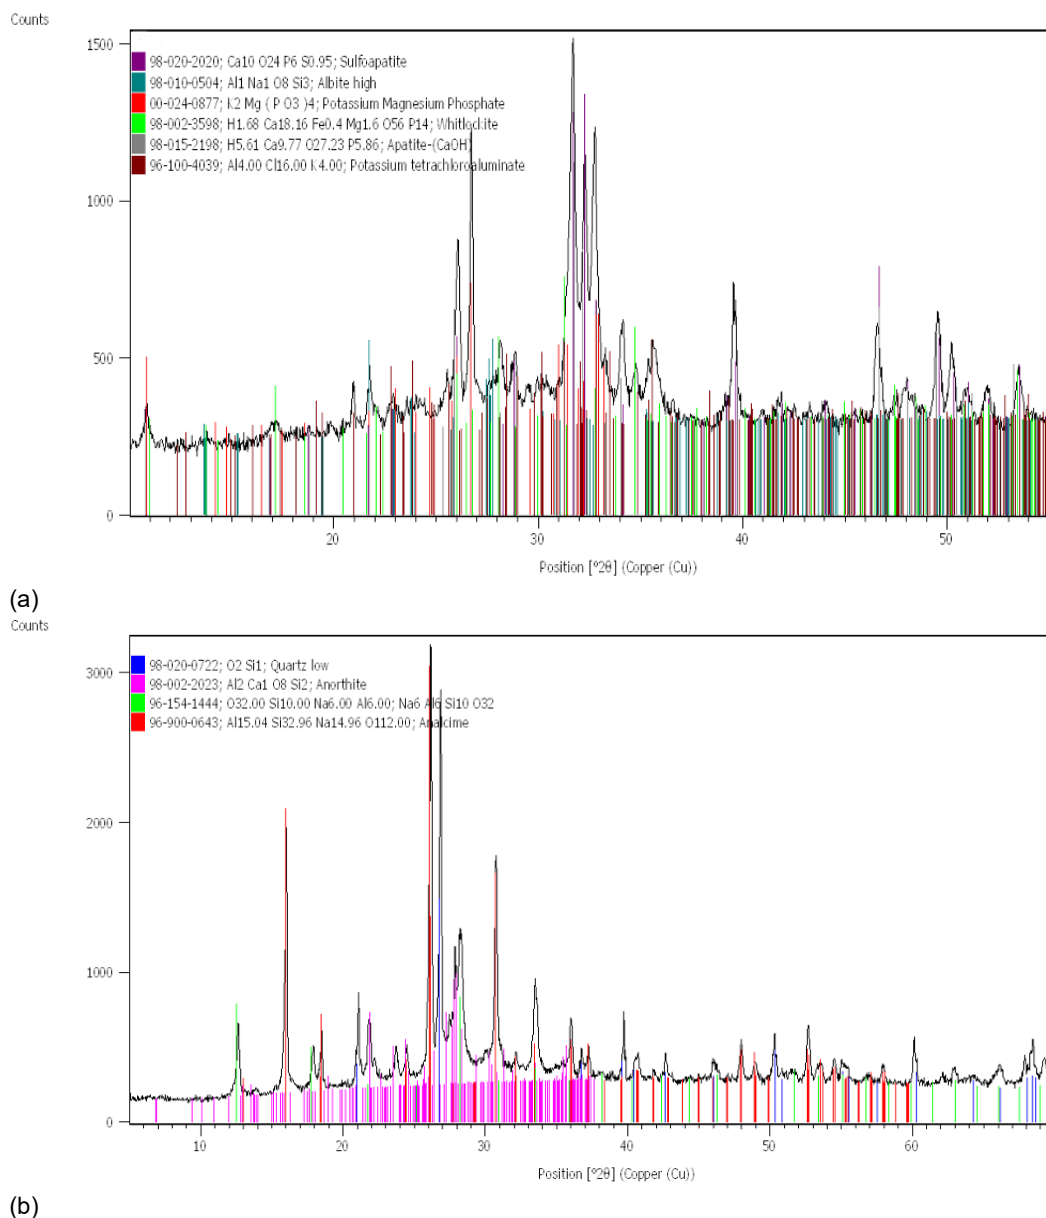 Counts
1500
1000
500
0
98-020-2020; Ca10 O24 P6 S0.95; Sulfoapatite
98-010-0504; Al1 Na1 O8 Si3; Albite high
00-024-0877; K2 Mg ( P O3 )4; Potassium Magnesium Phosphate
98-002-3598; H1.68 Ca18.16 Fe0.4 Mg1.6 O56 P14; Whitlockite
98-015-2198; H5.61 Ca9.77 O27.23 P5.86; Apatite-(CaOH)
96-100-4039; Al4.00 Cl16.00 K4.00; Potassium tetrachloroaluminate
20 30 40 50
Position [°2θ] (Copper (Cu))
(a)
Counts
3000
2000
1000
0
98-020-0722; O2 Si1; Quartz low
98-002-2023; Al2 Ca1 O8 Si2; Anorthite
96-154-1444; O32.00 Si10.00 Na6.00 Al6.00; Na6 Al6 Si10 O32
96-900-0643; Al15.04 Si32.96 Na14.96 O112.00; Analcime
10 20 30 40 50 60
Position [°2θ] (Copper (Cu))
(b)